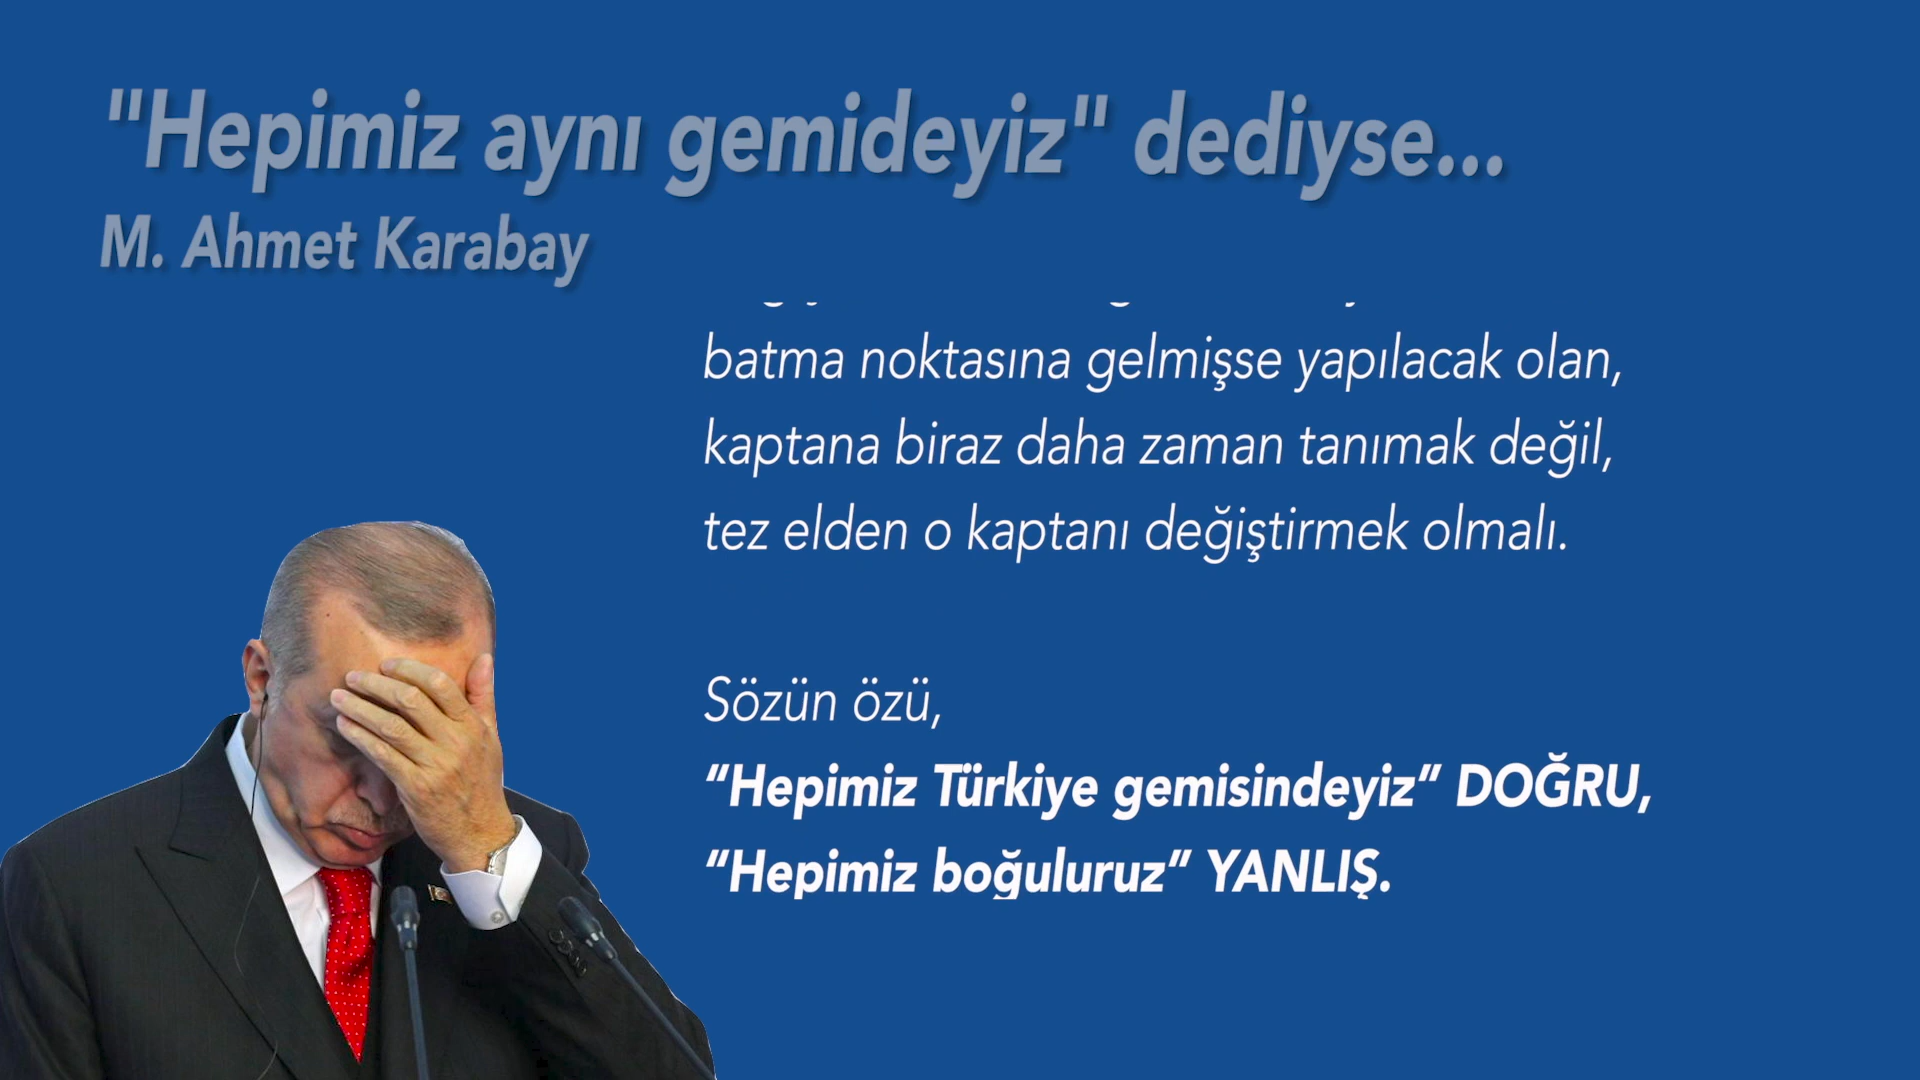 "Hepimiz aynı gemideyiz" dediyse...
M. Ahmet Karabay
batma noktasına gelmişse yapılacak olan,
kaptana biraz daha zaman tanımak değil,
tez elden o kaptanı değiştirmek olmalı.
Sözün özü,
“Hepimiz Türkiye gemisindeyiz” DOĞRU,
“Hepimiz boğuluruz” YANLIŞ.